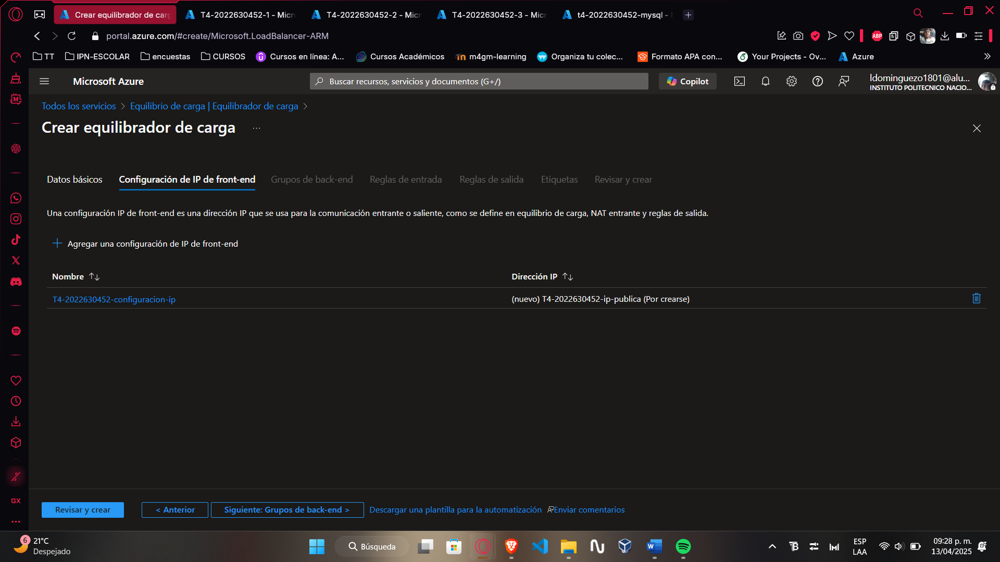 Crear equilibrador de carg
T4-2022630452-1 - Micr
T4-2022630452-2 - Micr
T4-2022630452-3 - Micr
t4-2022630452-mysql -
portal.azure.com/#create/Microsoft.LoadBalancer-ARM
ABP
TT
IPN-ESCOLAR
encuestas
CURSOS
Cursos en línea: A...
Cursos Académicos
m4gm-learning
Organiza tu colec...
Formato APA con...
Your Projects - Ov...
Azure
Microsoft Azure
Buscar recursos, servicios y documentos (G+/)
Copilot
ldominguezo1801@alu...
INSTITUTO POLITECNICO NACIO...
Todos los servicios > Equilibrio de carga | Equilibrador de carga >
Crear equilibrador de carga ...
Datos básicos
Configuración de IP de front-end
Grupos de back-end
Reglas de entrada
Reglas de salida
Etiquetas
Revisar y crear
Una configuración IP de front-end es una dirección IP que se usa para la comunicación entrante o saliente, como se define en equilibrio de carga, NAT entrante y reglas de salida.
+ Agregar una configuración de IP de front-end
Nombre ↑↓
Dirección IP ↑↓
T4-2022630452-configuracion-ip
(nuevo) T4-2022630452-ip-publica (Por crearse)
GX
Revisar y crear
< Anterior
Siguiente: Grupos de back-end >
Descargar una plantilla para la automatización
Enviar comentarios
6
21°C
Despejado
Búsqueda
ESP
LAA
09:28 p. m.
13/04/2025